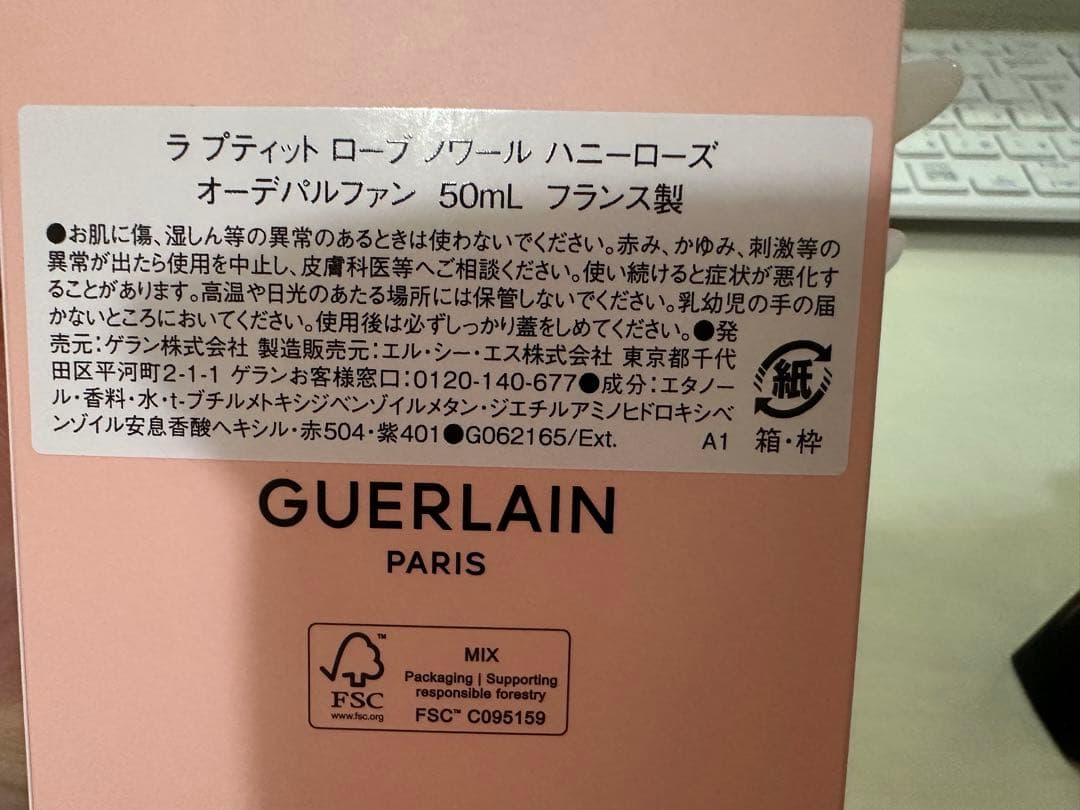 ラ プティット ローブ ノワール ハニーローズ
オーデパルファン 50mL フランス製
●お肌に傷、湿しん等の異常のあるときは使わないでください。赤み、かゆみ、刺激等の
異常が出たら使用を中止し、皮膚科医等へご相談ください。使い続けると症状が悪化す
ることがあります。高温や日光のあたる場所には保管しないでください。乳幼児の手の届
かないところにおいてください。使用後は必ずしっかり蓋をしめてください。●発
売元:ゲラン株式会社 製造販売元:エル・シー・エス株式会社 東京都千代
田区平河町2-1-1 ゲランお客様窓口:0120-140-677●成分:エタノー
ル・香料・水・t-ブチルメトキシジベンゾイルメタン・ジエチルアミノヒドロキシベ
ンゾイル安息香酸ヘキシル・赤504・紫401●G062165/Ext. A1
紙
箱・枠
GUERLAIN
PARIS
FSC™
www.fsc.org
MIX
Packaging | Supporting
responsible forestry
FSC™ C095159